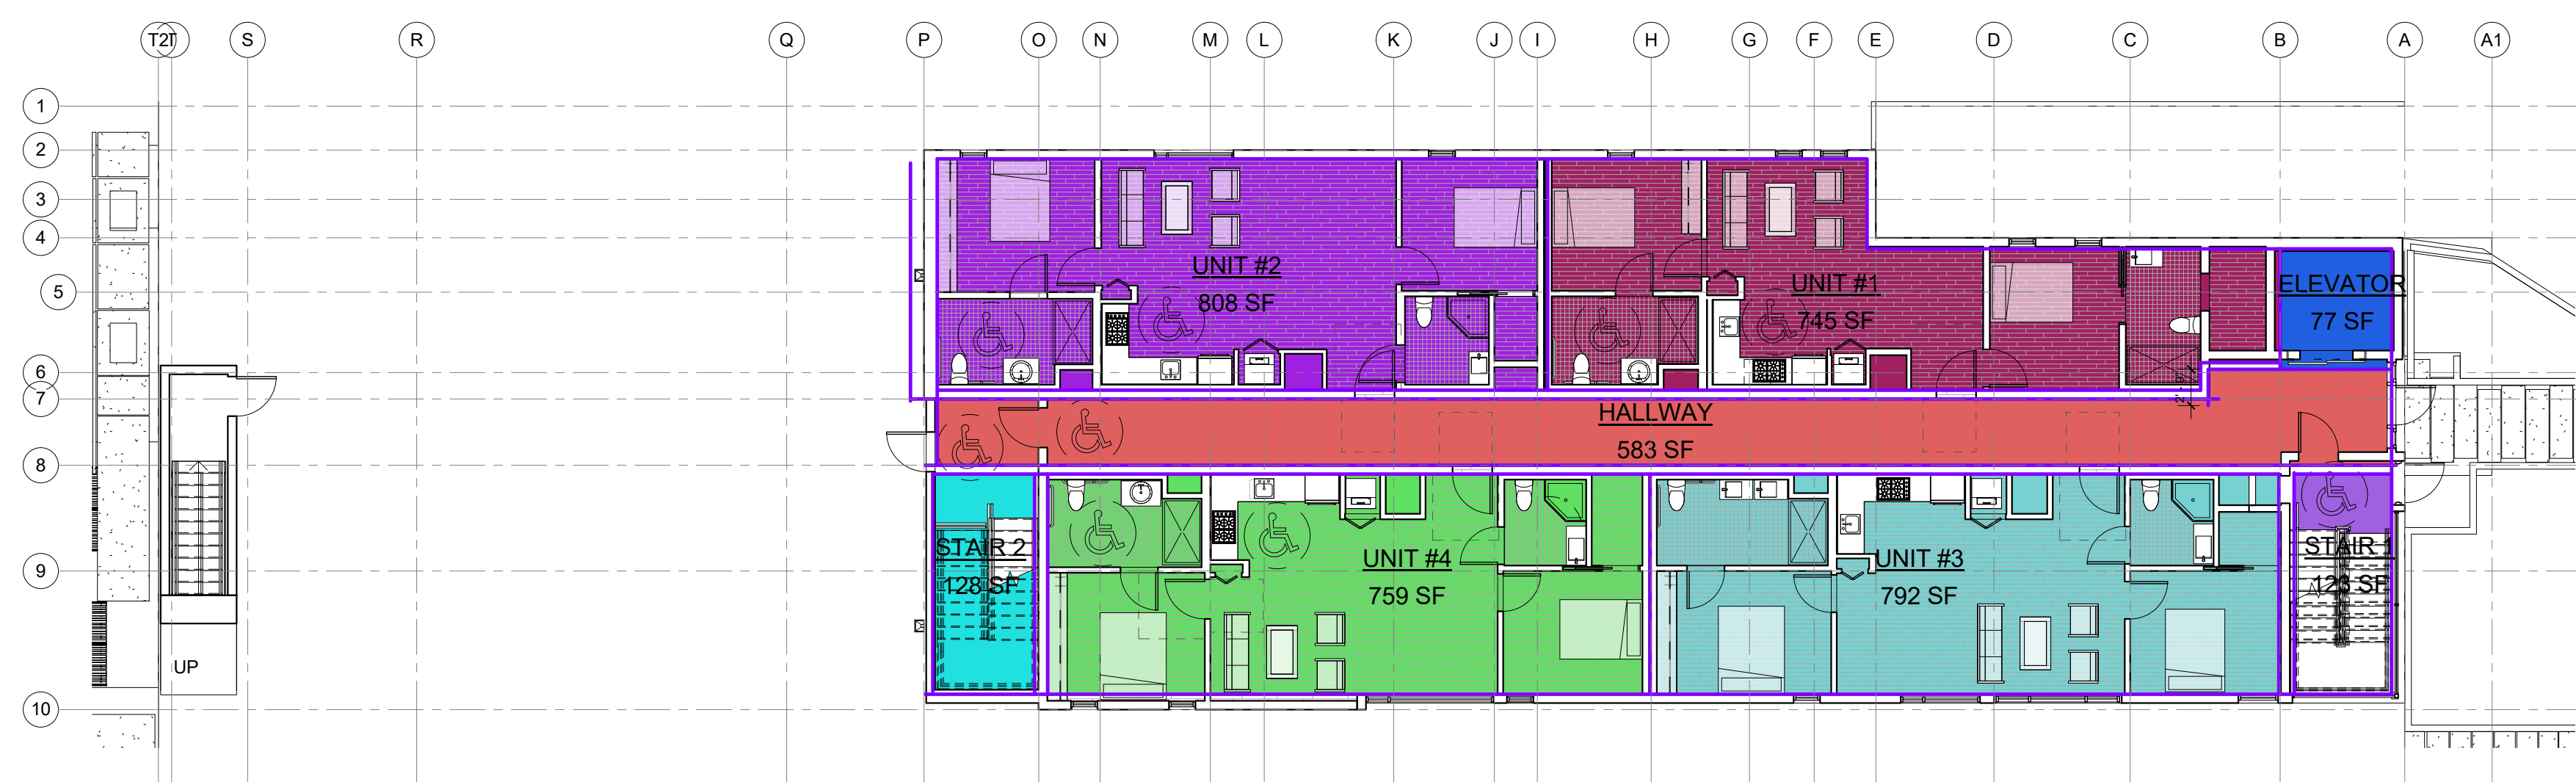 T2 T S R Q P O N M L K J I H G F E D C B A A1
1
2
3
4
5
6
7
8
9
10
UNIT #2
808 SF
UNIT #1
745 SF
ELEVATOR
77 SF
HALLWAY
583 SF
STAIR 2
128 SF
UNIT #4
759 SF
UNIT #3
792 SF
STAIR 1
123 SF
UP